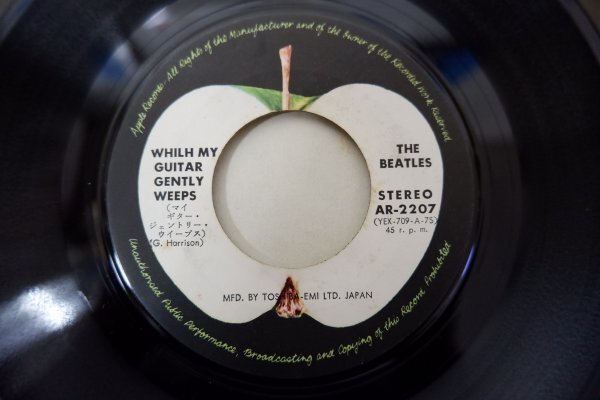 Apple Records. All Rights of the Manufacturer and of the Owner of the Recorded Work Reserved
WHILH MY
GUITAR
GENTLY
WEEPS
(マイ
ギター・
ジェントリー・
ウイープス)
(G. Harrison)
THE
BEATLES
STEREO
AR-2207
(YEX-709-A-7S)
45 r. p. m.
MFD. BY TOSHIBA-EMI LTD. JAPAN
Unauthorised Public Performance, Broadcasting and Copying of this Record Prohibited